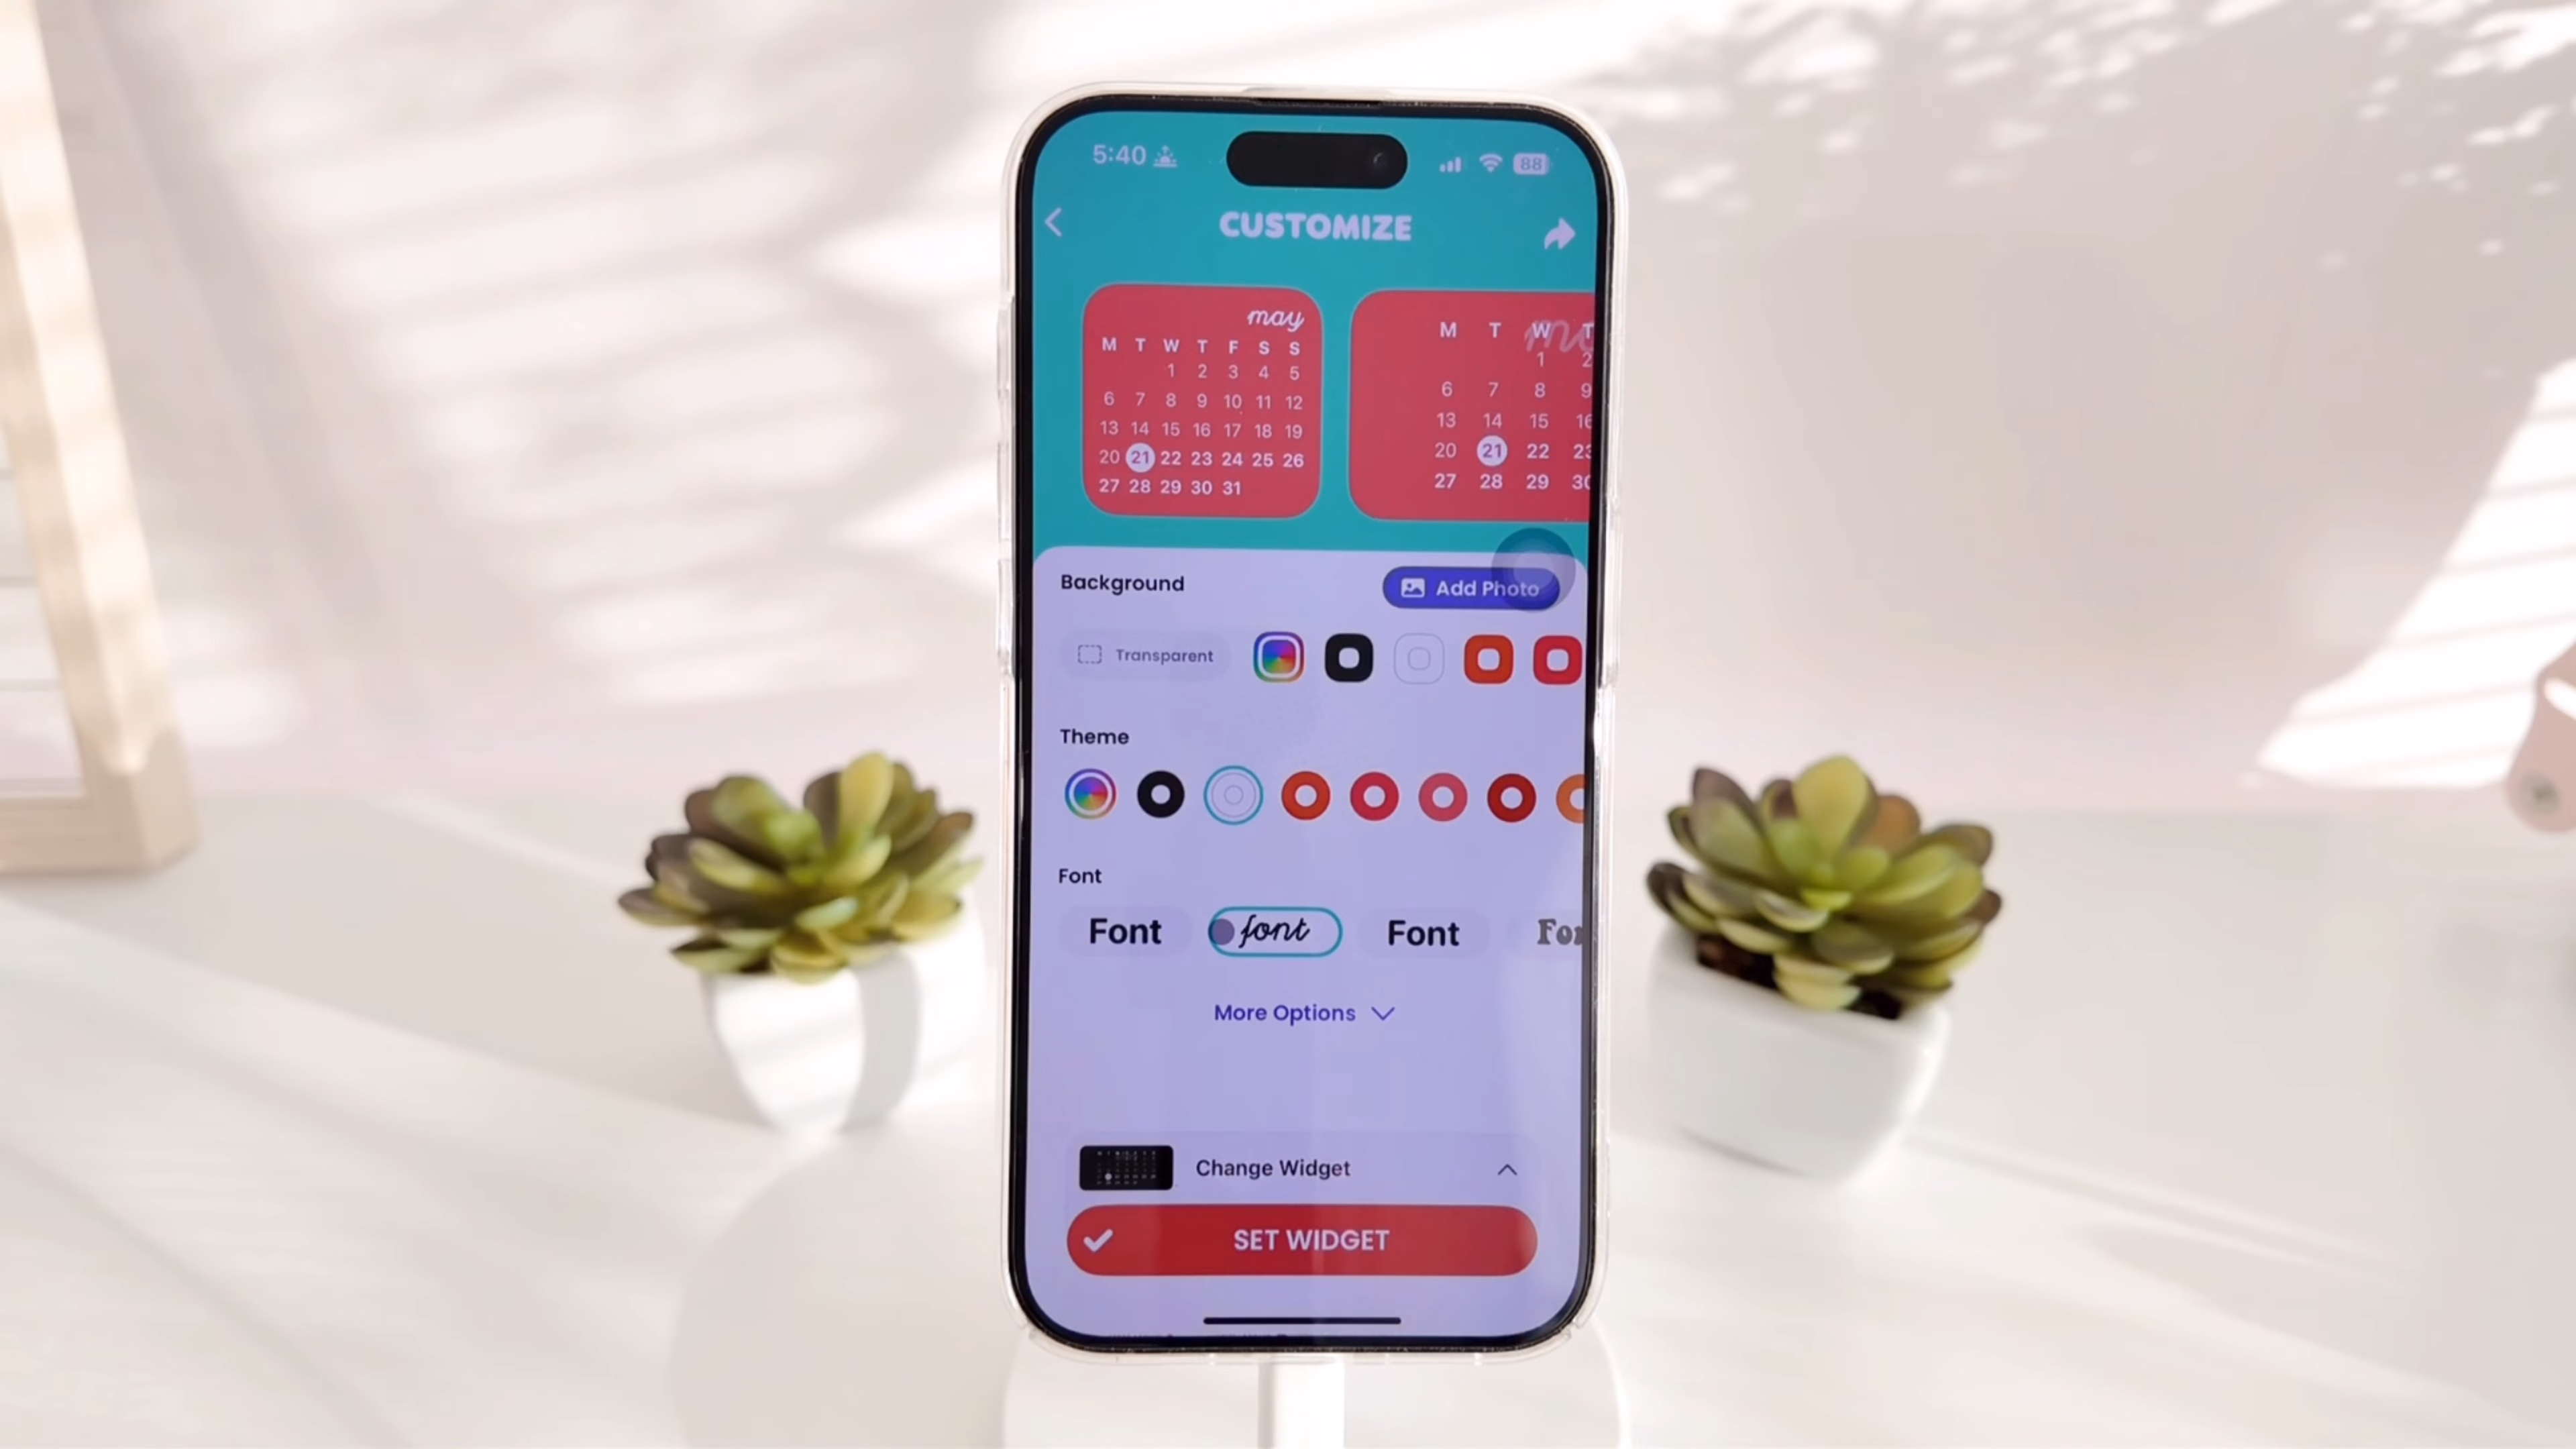 5:40
88
CUSTOMIZE
may
M T W T F S S
1 2 3 4 5
6 7 8 9 10 11 12
13 14 15 16 17 18 19
20 21 22 23 24 25 26
27 28 29 30 31
M T W T
1 2
6 7 8 9
13 14 15 16
20 21 22 23
27 28 29 30
Background
Add Photo
Transparent
Theme
Font
Font font Font For
More Options
Change Widget
SET WIDGET